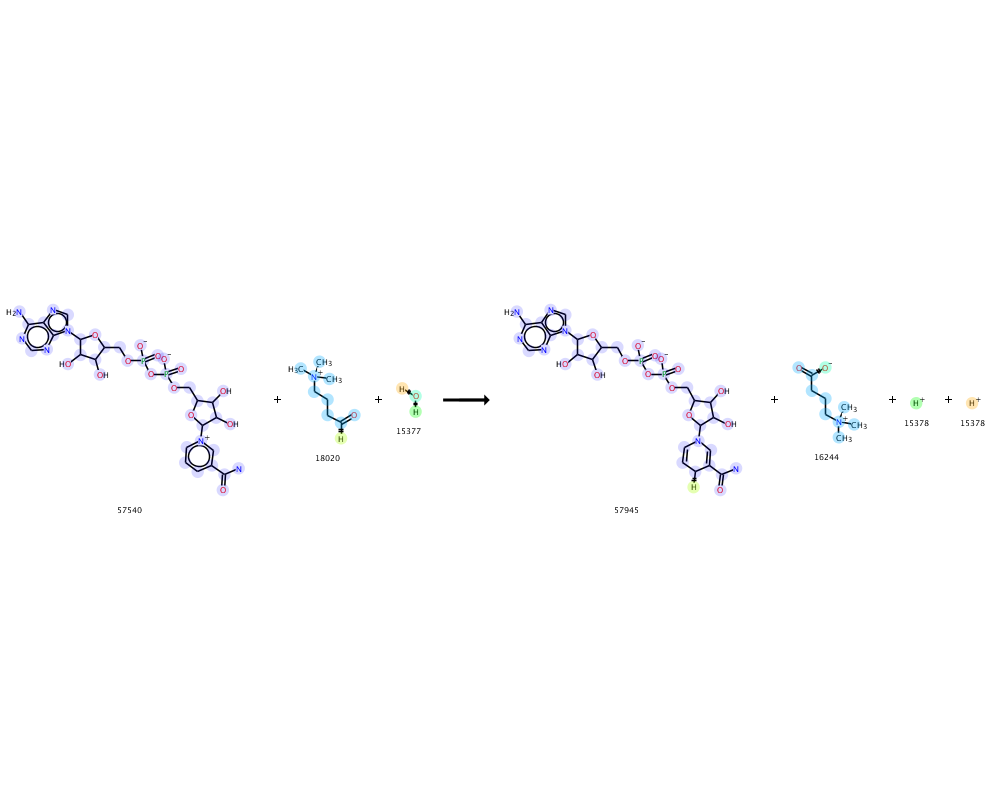 H₂N N N N N O HO OH O O⁻ P O O O⁻ P O O OH O OH N⁺ N O
57540
+
H₃C CH₃ N⁺ CH₃ O H
18020
+
H O H
15377
H₂N N N N N O HO OH O O⁻ P O O O⁻ P O O OH O OH N H N O
57945
+
O O⁻ CH₃ N⁺ CH₃ CH₃
16244
+
H⁺
15378
+
H⁺
15378